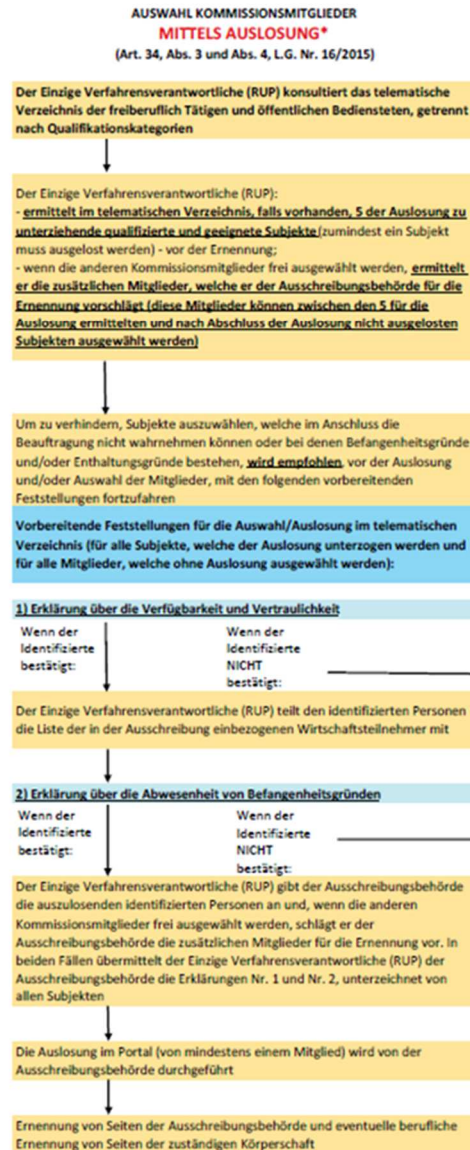 AUSWAHL KOMMISSIONSMITGLIEDER
MITTELS AUSLOSUNG*
(Art. 34, Abs. 3 und Abs. 4, L.G. Nr. 16/2015)
Der Einzige Verfahrensverantwortliche (RUP) konsultiert das telematische
Verzeichnis der freiberuflich Tätigen und öffentlichen Bediensteten, getrennt
nach Qualifikationskategorien
Der Einzige Verfahrensverantwortliche (RUP):
- ermittelt im telematischen Verzeichnis, falls vorhanden, 5 der Auslosung zu
unterziehende qualifizierte und geeignete Subjekte (zumindest ein Subjekt
muss ausgelost werden) - vor der Ernennung;
- wenn die anderen Kommissionsmitglieder frei ausgewählt werden, ermittelt
er die zusätzlichen Mitglieder, welche er der Ausschreibungsbehörde für die
Ernennung vorschlägt (diese Mitglieder können zwischen den 5 für die
Auslosung ermittelten und nach Abschluss der Auslosung nicht ausgelosten
Subjekten ausgewählt werden)
Um zu verhindern, Subjekte auszuwählen, welche im Anschluss die
Beauftragung nicht wahrnehmen können oder bei denen Befangenheitsgründe
und/oder Enthaltungsgründe bestehen, wird empfohlen, vor der Auslosung
und/oder Auswahl der Mitglieder, mit den folgenden vorbereitenden
Feststellungen fortzufahren
Vorbereitende Feststellungen für die Auswahl/Auslosung im telematischen
Verzeichnis (für alle Subjekte, welche der Auslosung unterzogen werden und
für alle Mitglieder, welche ohne Auslosung ausgewählt werden):
1) Erklärung über die Verfügbarkeit und Vertraulichkeit
Wenn der
Identifizierte
bestätigt:
Wenn der
Identifizierte
NICHT
bestätigt:
Der Einzige Verfahrensverantwortliche (RUP) teilt den identifizierten Personen
die Liste der in der Ausschreibung einbezogenen Wirtschaftsteilnehmer mit
2) Erklärung über die Abwesenheit von Befangenheitsgründen
Wenn der
Identifizierte
bestätigt:
Wenn der
Identifizierte
NICHT
bestätigt:
Der Einzige Verfahrensverantwortliche (RUP) gibt der Ausschreibungsbehörde
die auszulosenden identifizierten Personen an und, wenn die anderen
Kommissionsmitglieder frei ausgewählt werden, schlägt er der
Ausschreibungsbehörde die zusätzlichen Mitglieder für die Ernennung vor. In
beiden Fällen übermittelt der Einzige Verfahrensverantwortliche (RUP) der
Ausschreibungsbehörde die Erklärungen Nr. 1 und Nr. 2, unterzeichnet von
allen Subjekten
Die Auslosung im Portal (von mindestens einem Mitglied) wird von der
Ausschreibungsbehörde durchgeführt
Ernennung von Seiten der Ausschreibungsbehörde und eventuelle berufliche
Ernennung von Seiten der zuständigen Körperschaft